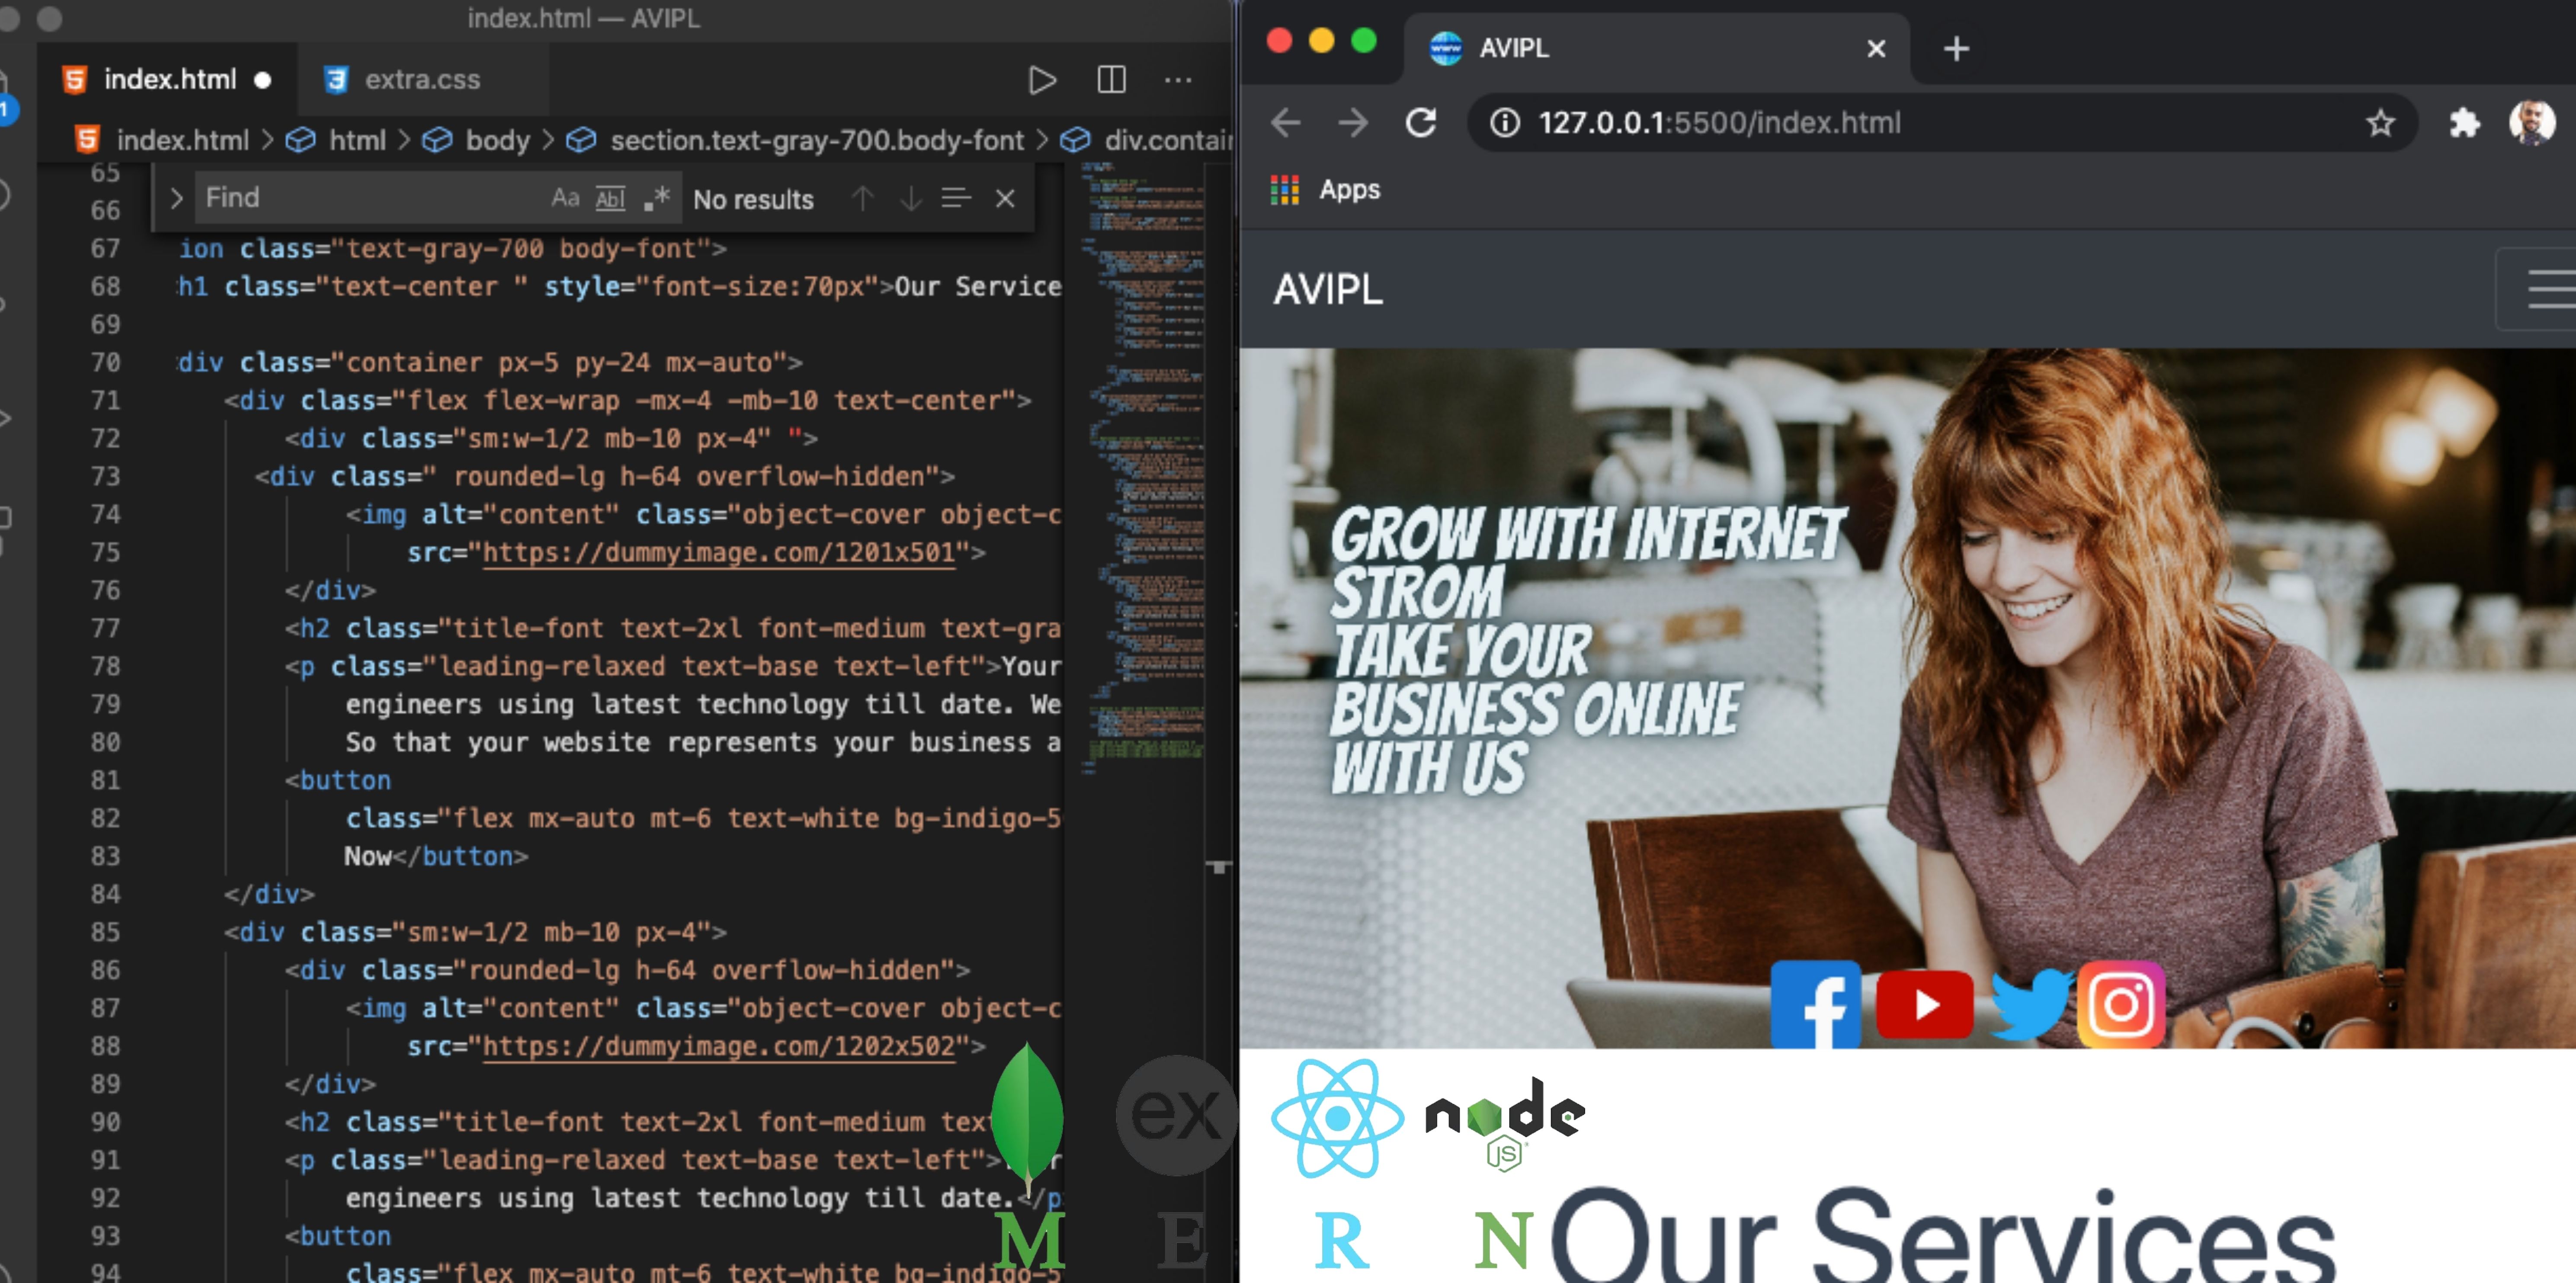 index.html — AVIPL
index.html
extra.css
1
index.html > html > body > section.text-gray-700.body-font > div.contain
Find
Aa
Abl
.*
No results
65
66
67 ion class="text-gray-700 body-font">
68 h1 class="text-center " style="font-size:70px">Our Service
69
70 div class="container px-5 py-24 mx-auto">
71 <div class="flex flex-wrap -mx-4 -mb-10 text-center">
72 <div class="sm:w-1/2 mb-10 px-4" ">
73 <div class=" rounded-lg h-64 overflow-hidden">
74 <img alt="content" class="object-cover object-c
75 src="https://dummyimage.com/1201x501">
76 </div>
77 <h2 class="title-font text-2xl font-medium text-gra
78 <p class="leading-relaxed text-base text-left">Your
79 engineers using latest technology till date. We
80 So that your website represents your business a
81 <button
82 class="flex mx-auto mt-6 text-white bg-indigo-5
83 Now</button>
84 </div>
85 <div class="sm:w-1/2 mb-10 px-4">
86 <div class="rounded-lg h-64 overflow-hidden">
87 <img alt="content" class="object-cover object-c
88 src="https://dummyimage.com/1202x502">
89 </div>
90 <h2 class="title-font text-2xl font-medium tex
91 <p class="leading-relaxed text-base text-left">
92 engineers using latest technology till date.</p
93 <button
94 class="flex mx-auto mt-6 text-white bg-indigo-5
AVIPL
127.0.0.1:5500/index.html
Apps
AVIPL
GROW WITH INTERNET
STROM
TAKE YOUR
BUSINESS ONLINE
WITH US
ex
node
JS
M E R N
Our Services